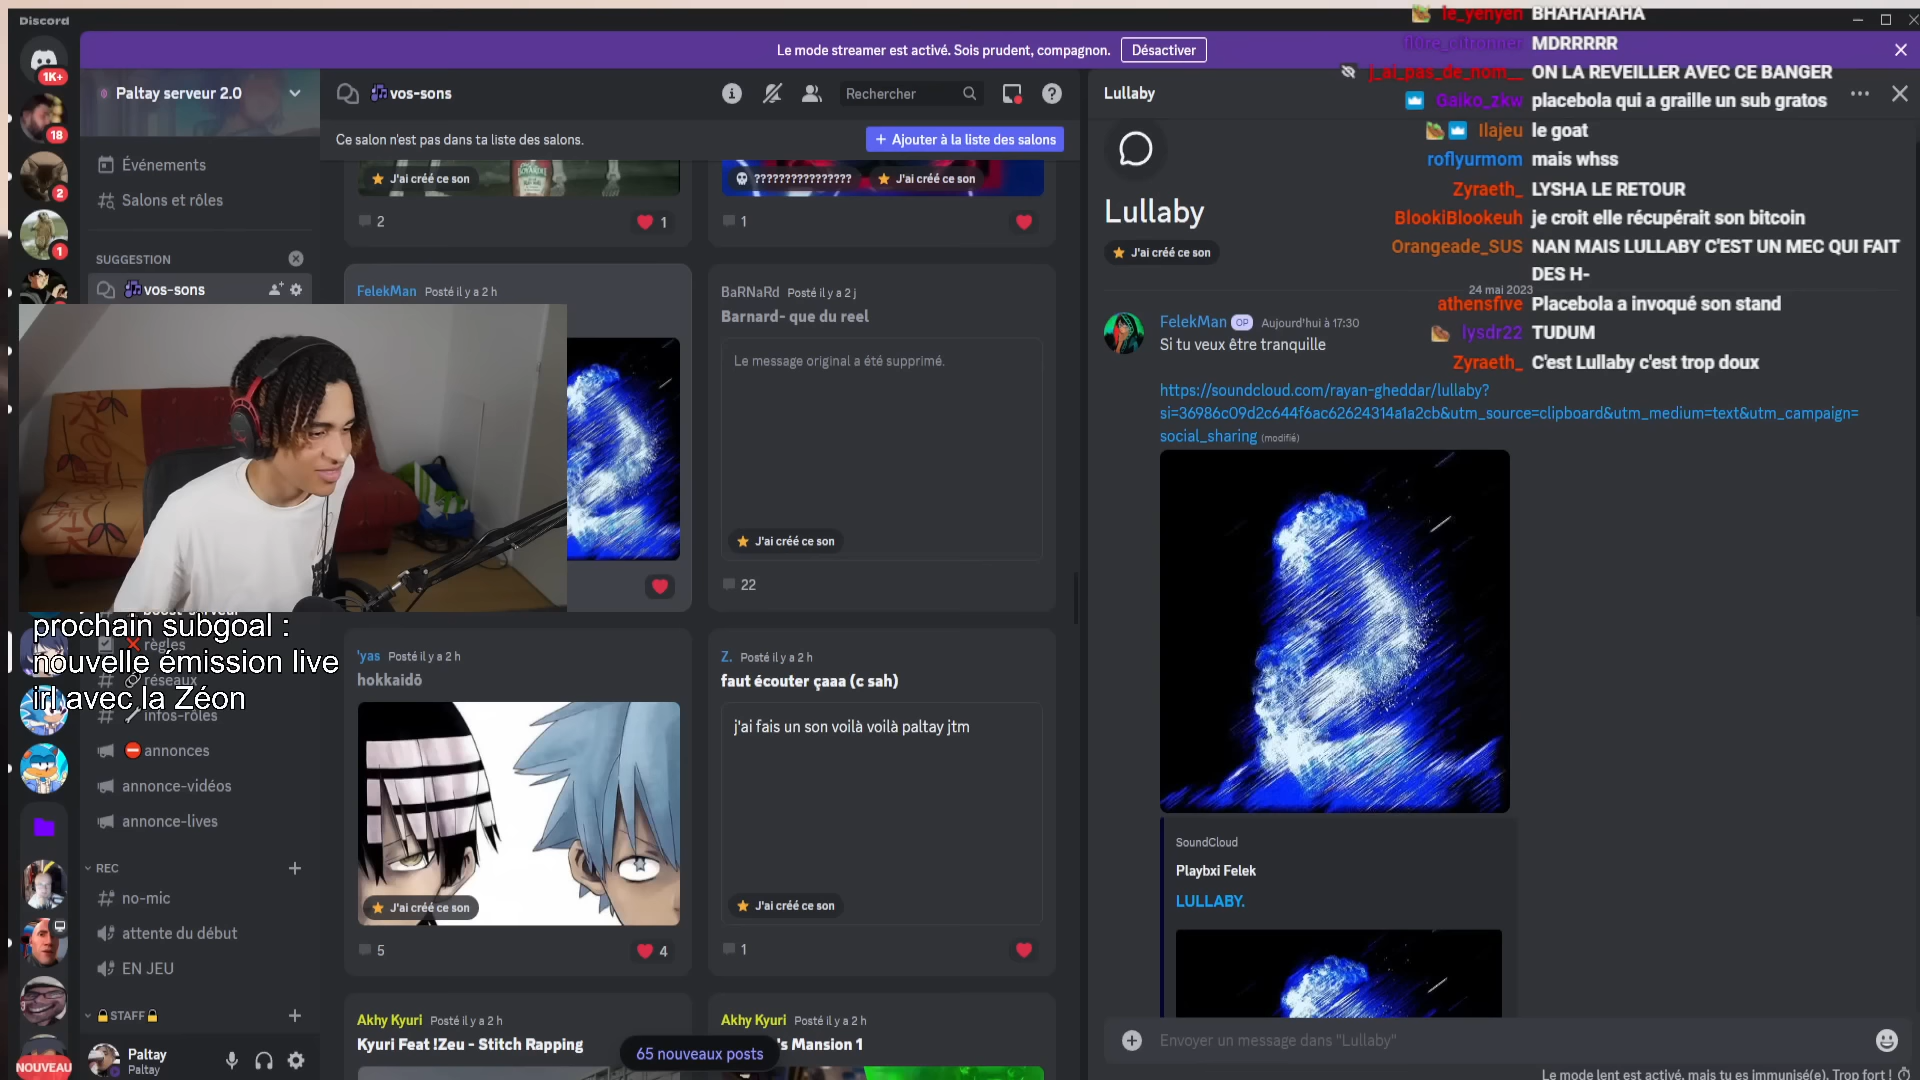 Discord
Le mode streamer est activé. Sois prudent, compagnon.
Désactiver
1K+
18
2
1
NOUVEAU
Paltay serveur 2.0
Événements
Salons et rôles
SUGGESTION
vos-sons
règles
réseaux
infos-rôles
annonces
annonce-vidéos
annonce-lives
REC
no-mic
attente du début
EN JEU
STAFF
Paltay
Paltay
prochain subgoal :
nouvelle émission live
irl avec la Zéon
vos-sons
Rechercher
Ce salon n'est pas dans ta liste des salons.
+ Ajouter à la liste des salons
J'ai créé ce son
2
1
????????????????
J'ai créé ce son
1
FelekMan Posté il y a 2 h
BaRNaRd Posté il y a 2 j
Barnard- que du reel
Le message original a été supprimé.
J'ai créé ce son
22
'yas Posté il y a 2 h
hokkaidō
J'ai créé ce son
5
4
Z. Posté il y a 2 h
faut écouter çaaa (c sah)
j'ai fais un son voilà voilà paltay jtm
J'ai créé ce son
1
Akhy Kyuri Posté il y a 2 h
Kyuri Feat !Zeu - Stitch Rapping
Akhy Kyuri Posté il y a 2 h
's Mansion 1
65 nouveaux posts
Lullaby
Lullaby
J'ai créé ce son
24 mai 2023
FelekMan OP Aujourd'hui à 17:30
Si tu veux être tranquille
https://soundcloud.com/rayan-gheddar/lullaby?
si=36986c09d2c644f6ac62624314a1a2cb&utm_source=clipboard&utm_medium=text&utm_campaign=
social_sharing (modifié)
SoundCloud
Playbxi Felek
LULLABY.
Envoyer un message dans "Lullaby"
Le mode lent est activé, mais tu es immunisé(e). Trop fort !
le_yenyen BHAHAHAHA
MDRRRRR
j_ai_pas_de_nom__ ON LA REVEILLER AVEC CE BANGER
Gaiko_zkw placebola qui a graille un sub gratos
Ilajeu le goat
roflyurmom mais whss
Zyraeth_ LYSHA LE RETOUR
BlookiBlookeuh je croit elle récupérait son bitcoin
Orangeade_SUS NAN MAIS LULLABY C'EST UN MEC QUI FAIT
DES H-
athensfive Placebola a invoqué son stand
lysdr22 TUDUM
Zyraeth_ C'est Lullaby c'est trop doux